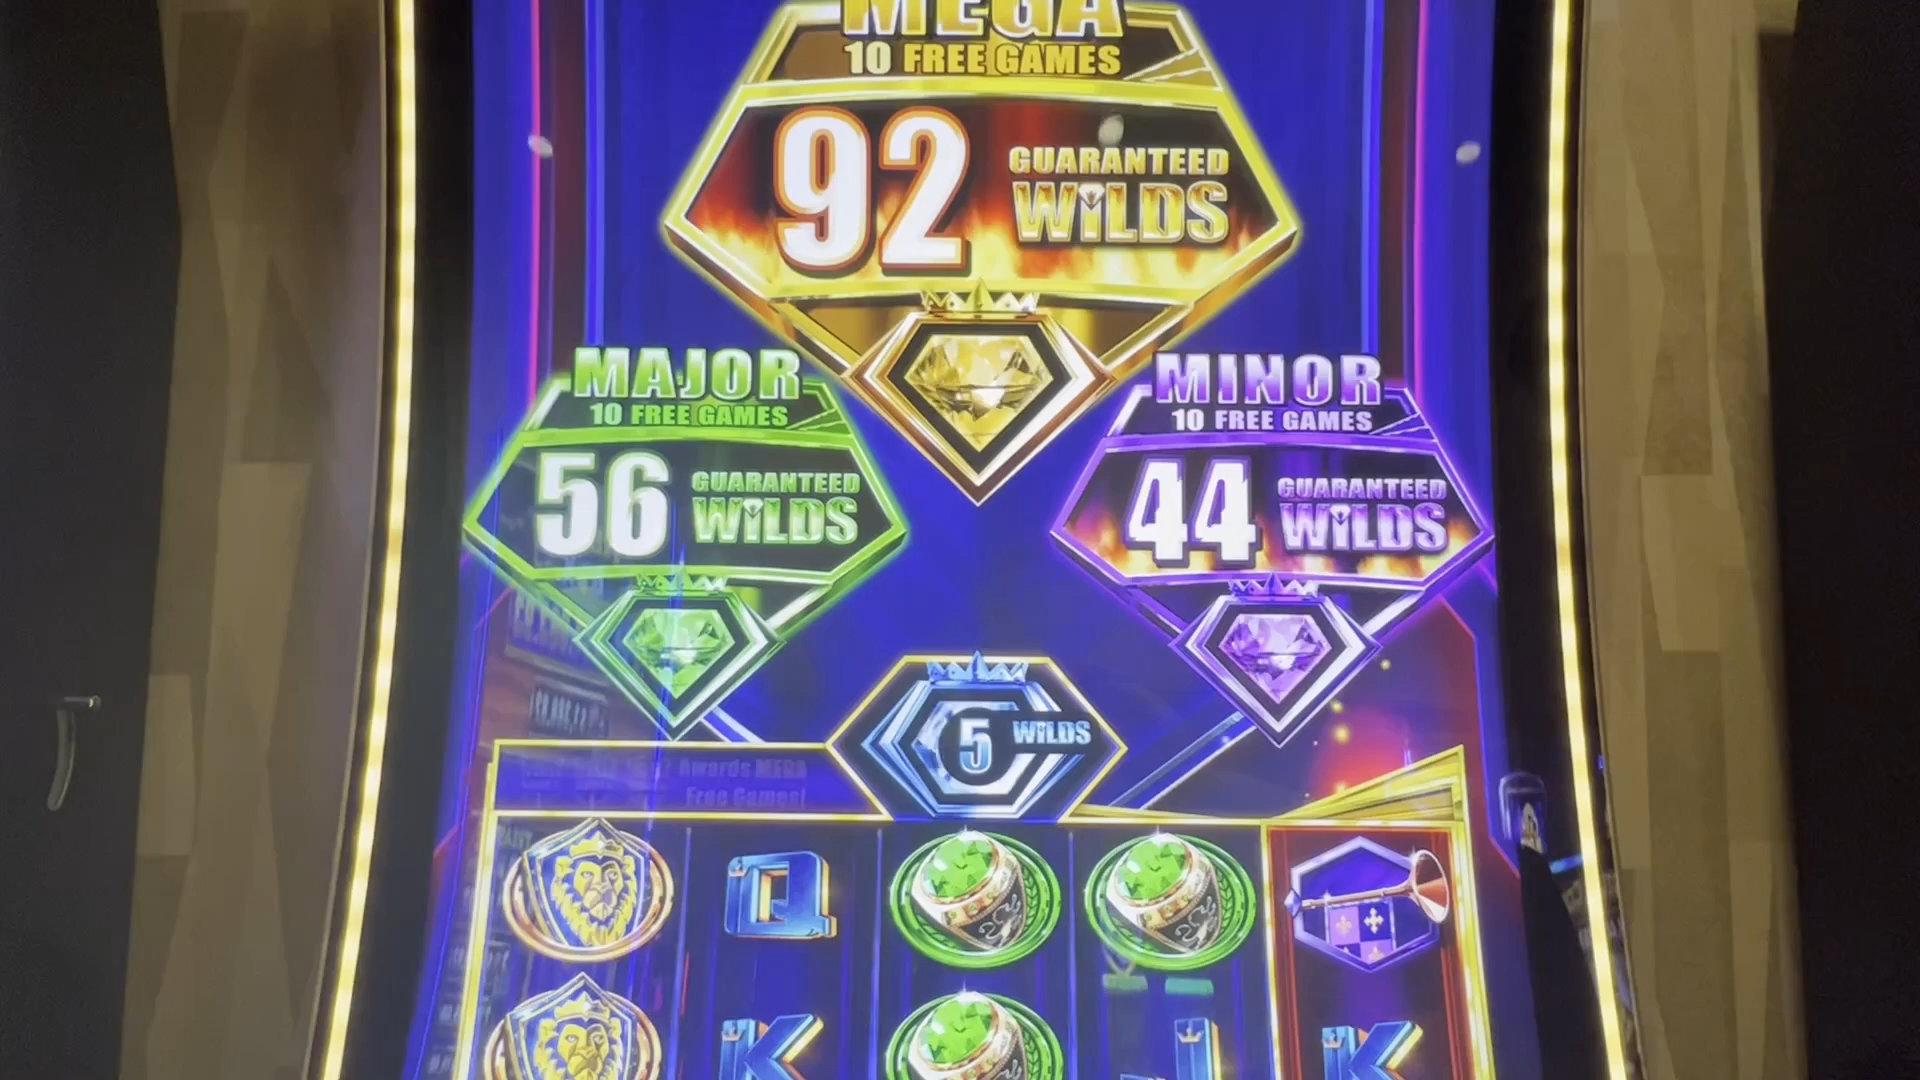 MEGA
10 FREE GAMES
92 GUARANTEED
WILDS
MAJOR
10 FREE GAMES
56 GUARANTEED
WILDS
MINOR
10 FREE GAMES
44 GUARANTEED
WILDS
5 WILDS
Awards MEGA
Free Games!
Q
K
J
K